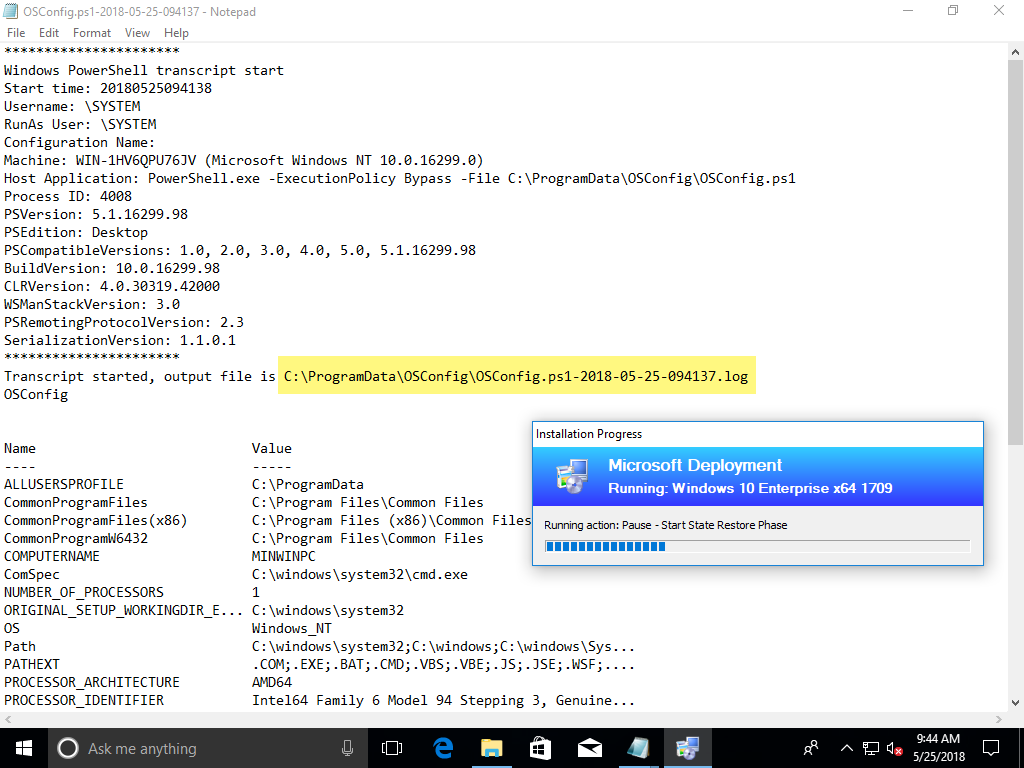 OSConfig.ps1-2018-05-25-094137 - Notepad
File Edit Format View Help
**********************
Windows PowerShell transcript start
Start time: 20180525094138
Username: \SYSTEM
RunAs User: \SYSTEM
Configuration Name:
Machine: WIN-1HV6QPU76JV (Microsoft Windows NT 10.0.16299.0)
Host Application: PowerShell.exe -ExecutionPolicy Bypass -File C:\ProgramData\OSConfig\OSConfig.ps1
Process ID: 4008
PSVersion: 5.1.16299.98
PSEdition: Desktop
PSCompatibleVersions: 1.0, 2.0, 3.0, 4.0, 5.0, 5.1.16299.98
BuildVersion: 10.0.16299.98
CLRVersion: 4.0.30319.42000
WSManStackVersion: 3.0
PSRemotingProtocolVersion: 2.3
SerializationVersion: 1.1.0.1
**********************
Transcript started, output file is C:\ProgramData\OSConfig\OSConfig.ps1-2018-05-25-094137.log
OSConfig
Name Value
---- -----
ALLUSERSPROFILE C:\ProgramData
CommonProgramFiles C:\Program Files\Common Files
CommonProgramFiles(x86) C:\Program Files (x86)\Common Files
CommonProgramW6432 C:\Program Files\Common Files
COMPUTERNAME MINWINPC
ComSpec C:\windows\system32\cmd.exe
NUMBER_OF_PROCESSORS 1
ORIGINAL_SETUP_WORKINGDIR_E... C:\windows\system32
OS Windows_NT
Path C:\windows\system32;C:\windows;C:\windows\Sys...
PATHEXT .COM;.EXE;.BAT;.CMD;.VBS;.VBE;.JS;.JSE;.WSF;....
PROCESSOR_ARCHITECTURE AMD64
PROCESSOR_IDENTIFIER Intel64 Family 6 Model 94 Stepping 3, Genuine...
Installation Progress
Microsoft Deployment
Running: Windows 10 Enterprise x64 1709
Running action: Pause - Start State Restore Phase
Ask me anything
9:44 AM
5/25/2018